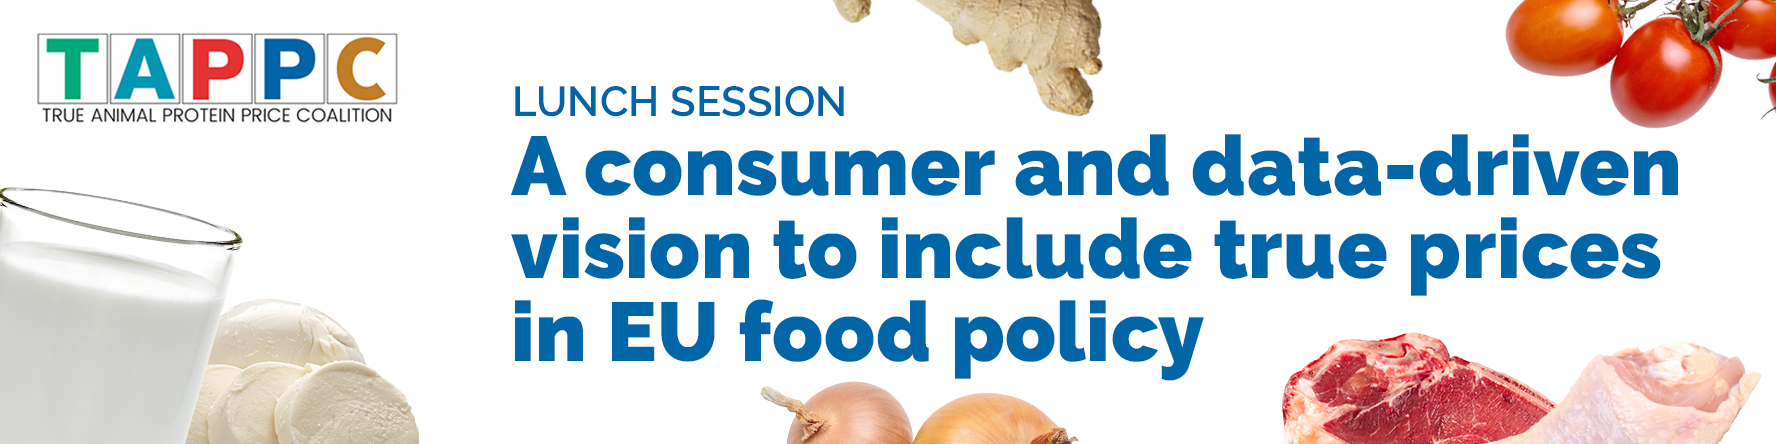 TAPPC
TRUE ANIMAL PROTEIN PRICE COALITION
LUNCH SESSION
A consumer and data-driven
vision to include true prices
in EU food policy